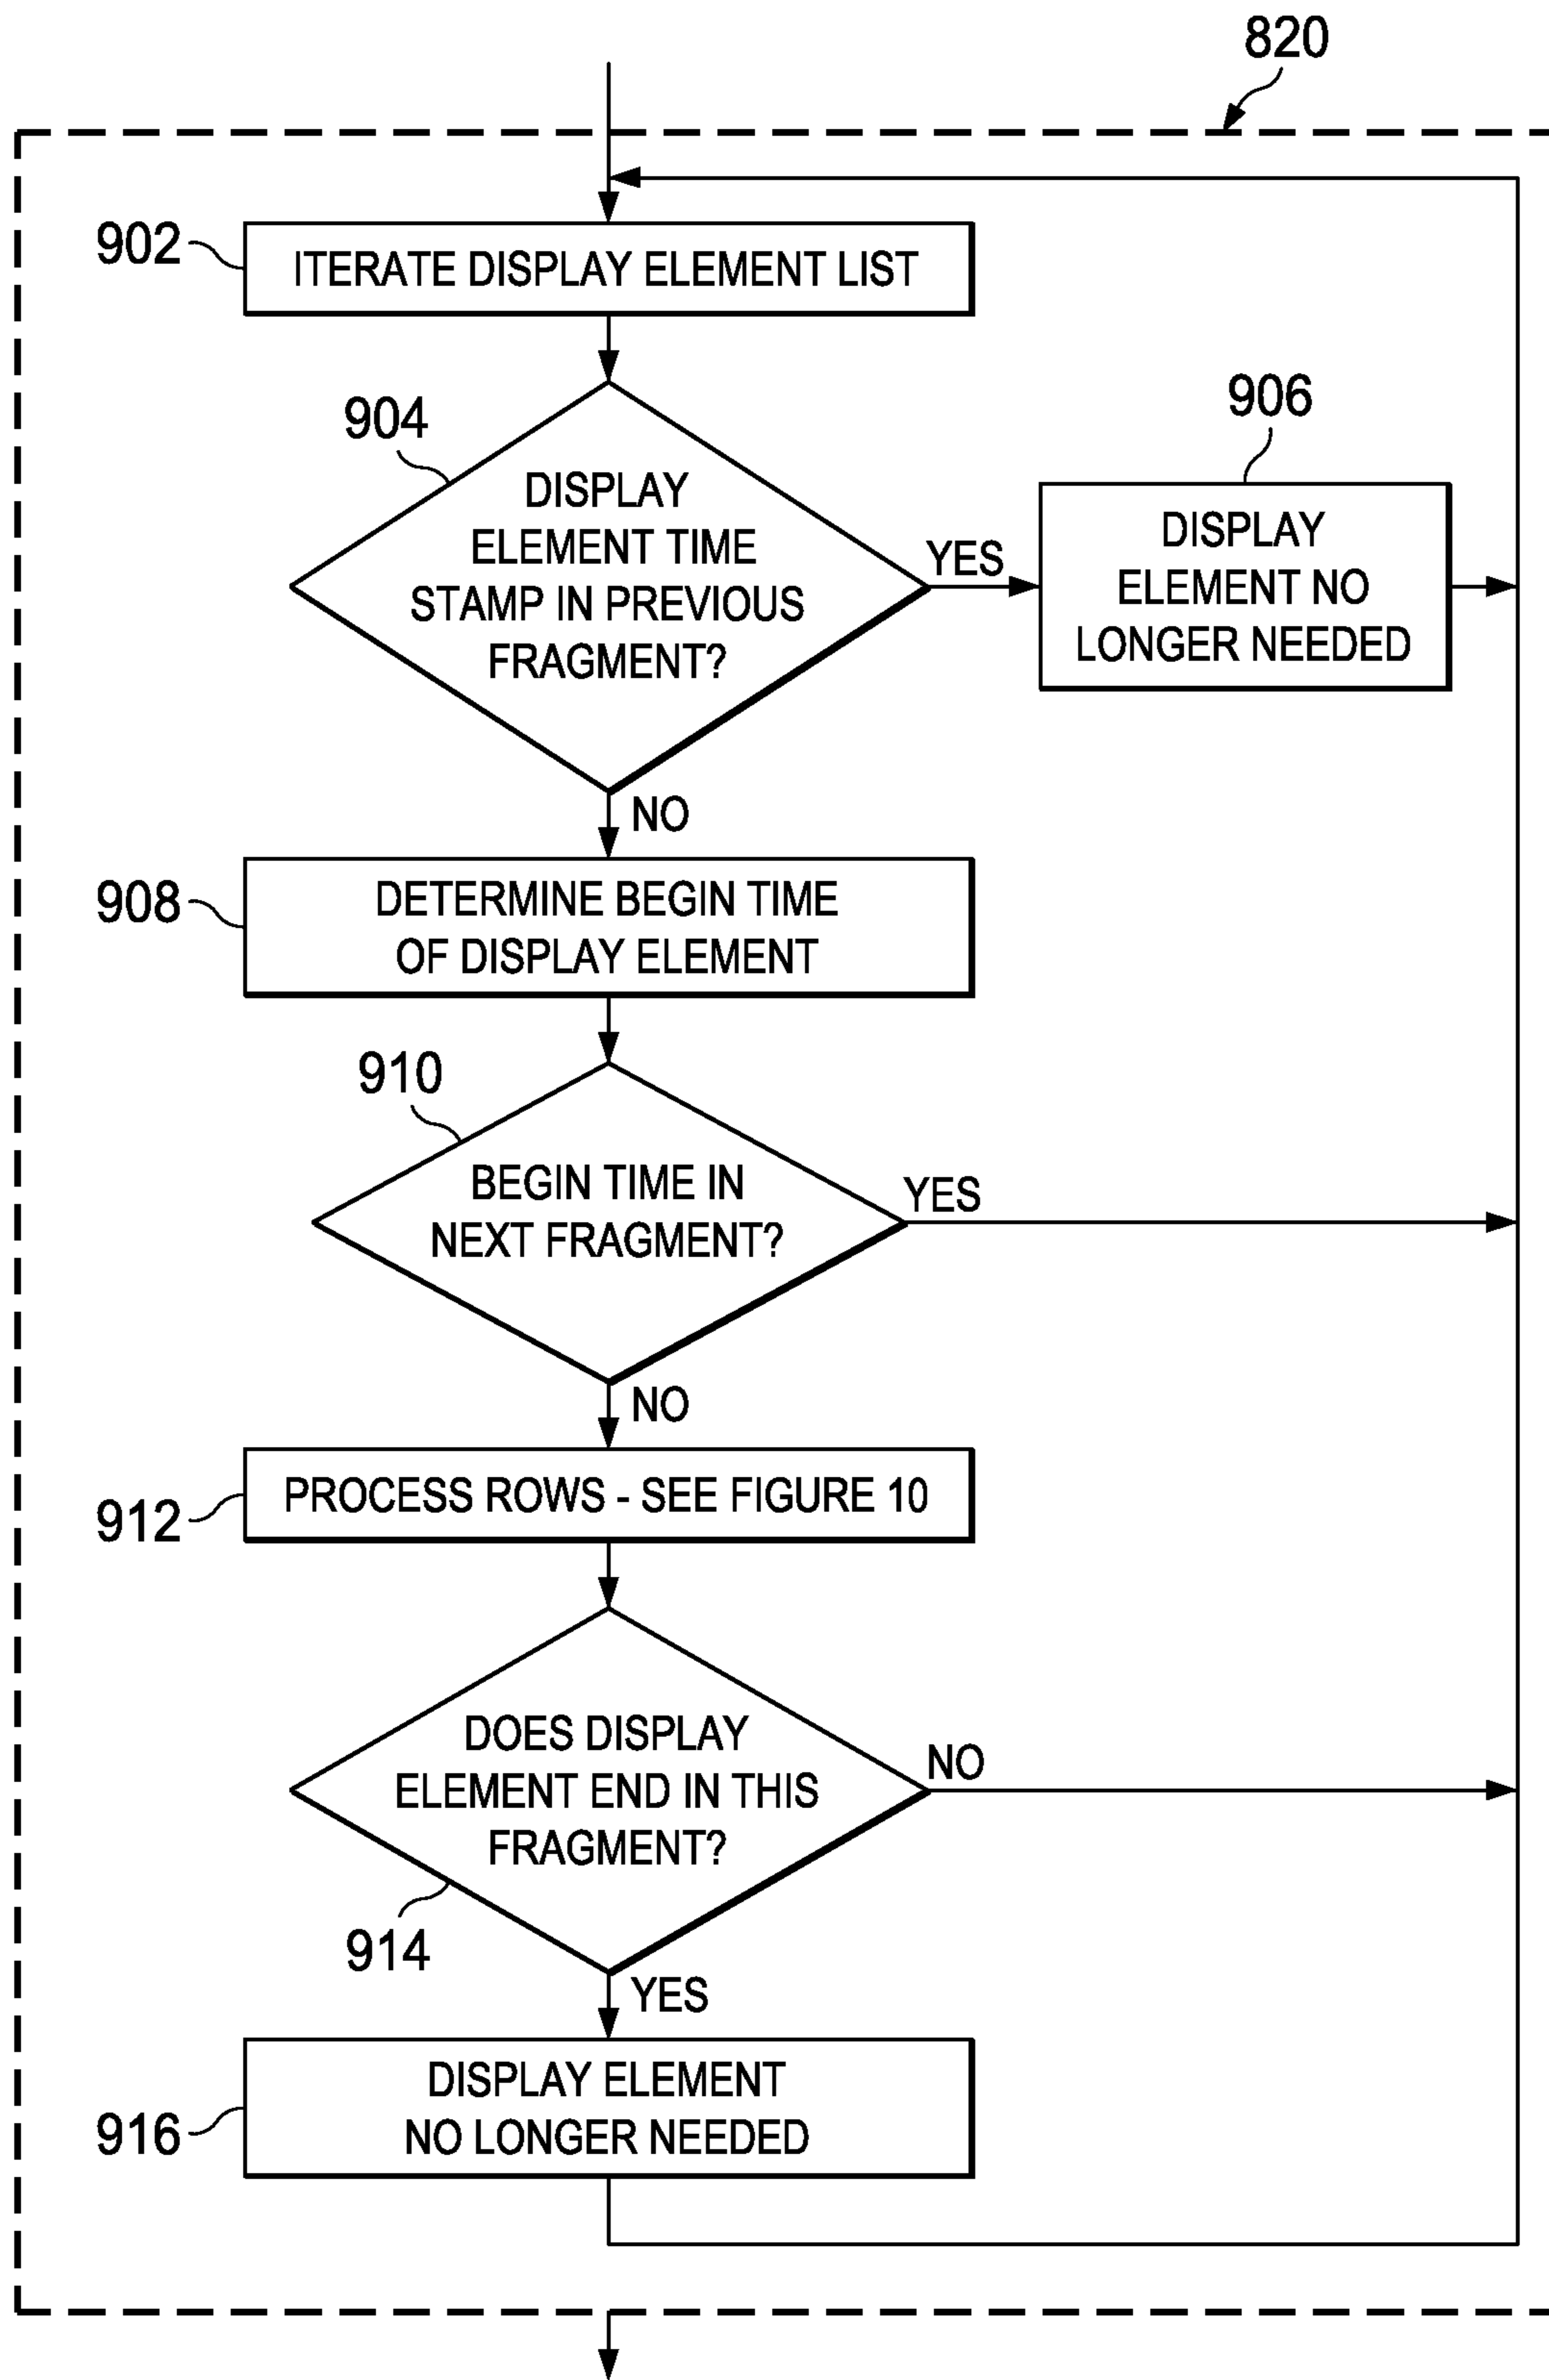 820
902
ITERATE DISPLAY ELEMENT LIST
904
DISPLAY
ELEMENT TIME
STAMP IN PREVIOUS
FRAGMENT?
YES
906
DISPLAY
ELEMENT NO
LONGER NEEDED
NO
908
DETERMINE BEGIN TIME
OF DISPLAY ELEMENT
910
BEGIN TIME IN
NEXT FRAGMENT?
YES
NO
912
PROCESS ROWS - SEE FIGURE 10
DOES DISPLAY
ELEMENT END IN THIS
FRAGMENT?
NO
914
YES
916
DISPLAY ELEMENT
NO LONGER NEEDED